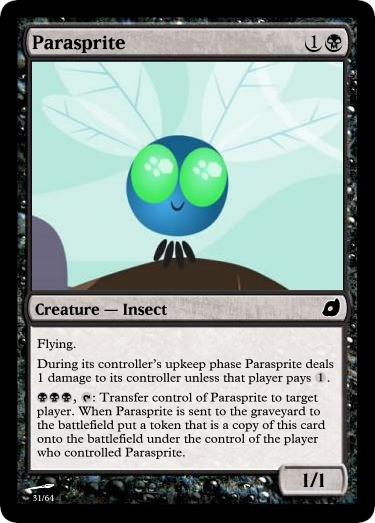 Parasprite 1
Creature — Insect
Flying.
During its controller's upkeep phase Parasprite deals
1 damage to its controller unless that player pays 1 .
, : Transfer control of Parasprite to target
player. When Parasprite is sent to the graveyard to
the battlefield put a token that is a copy of this card
onto the battlefield under the control of the player
who controlled Parasprite.
1/1
31/64